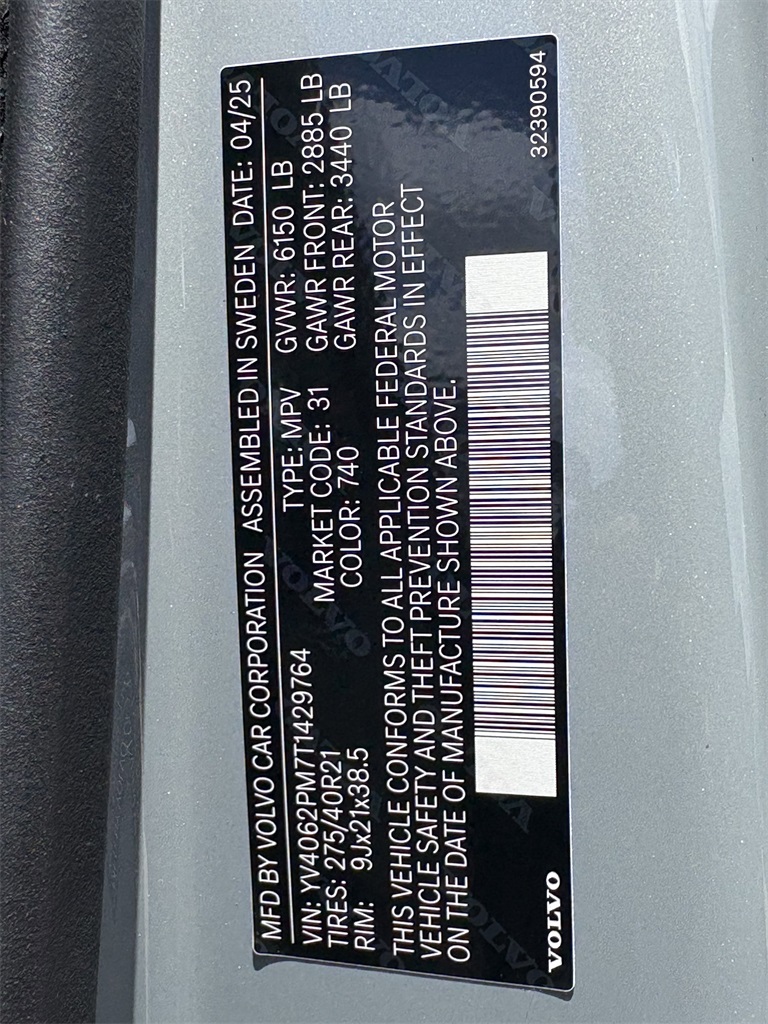 MFD BY VOLVO CAR CORPORATION ASSEMBLED IN SWEDEN DATE: 04/25
VIN: YV4062PM7T1429764 TYPE: MPV GVWR: 6150 LB
TIRES: 275/40R21 MARKET CODE: 31 GAWR FRONT: 2885 LB
RIM: 9Jx21x38.5 COLOR: 740 GAWR REAR: 3440 LB
THIS VEHICLE CONFORMS TO ALL APPLICABLE FEDERAL MOTOR
VEHICLE SAFETY AND THEFT PREVENTION STANDARDS IN EFFECT
ON THE DATE OF MANUFACTURE SHOWN ABOVE.
VOLVO 32390594